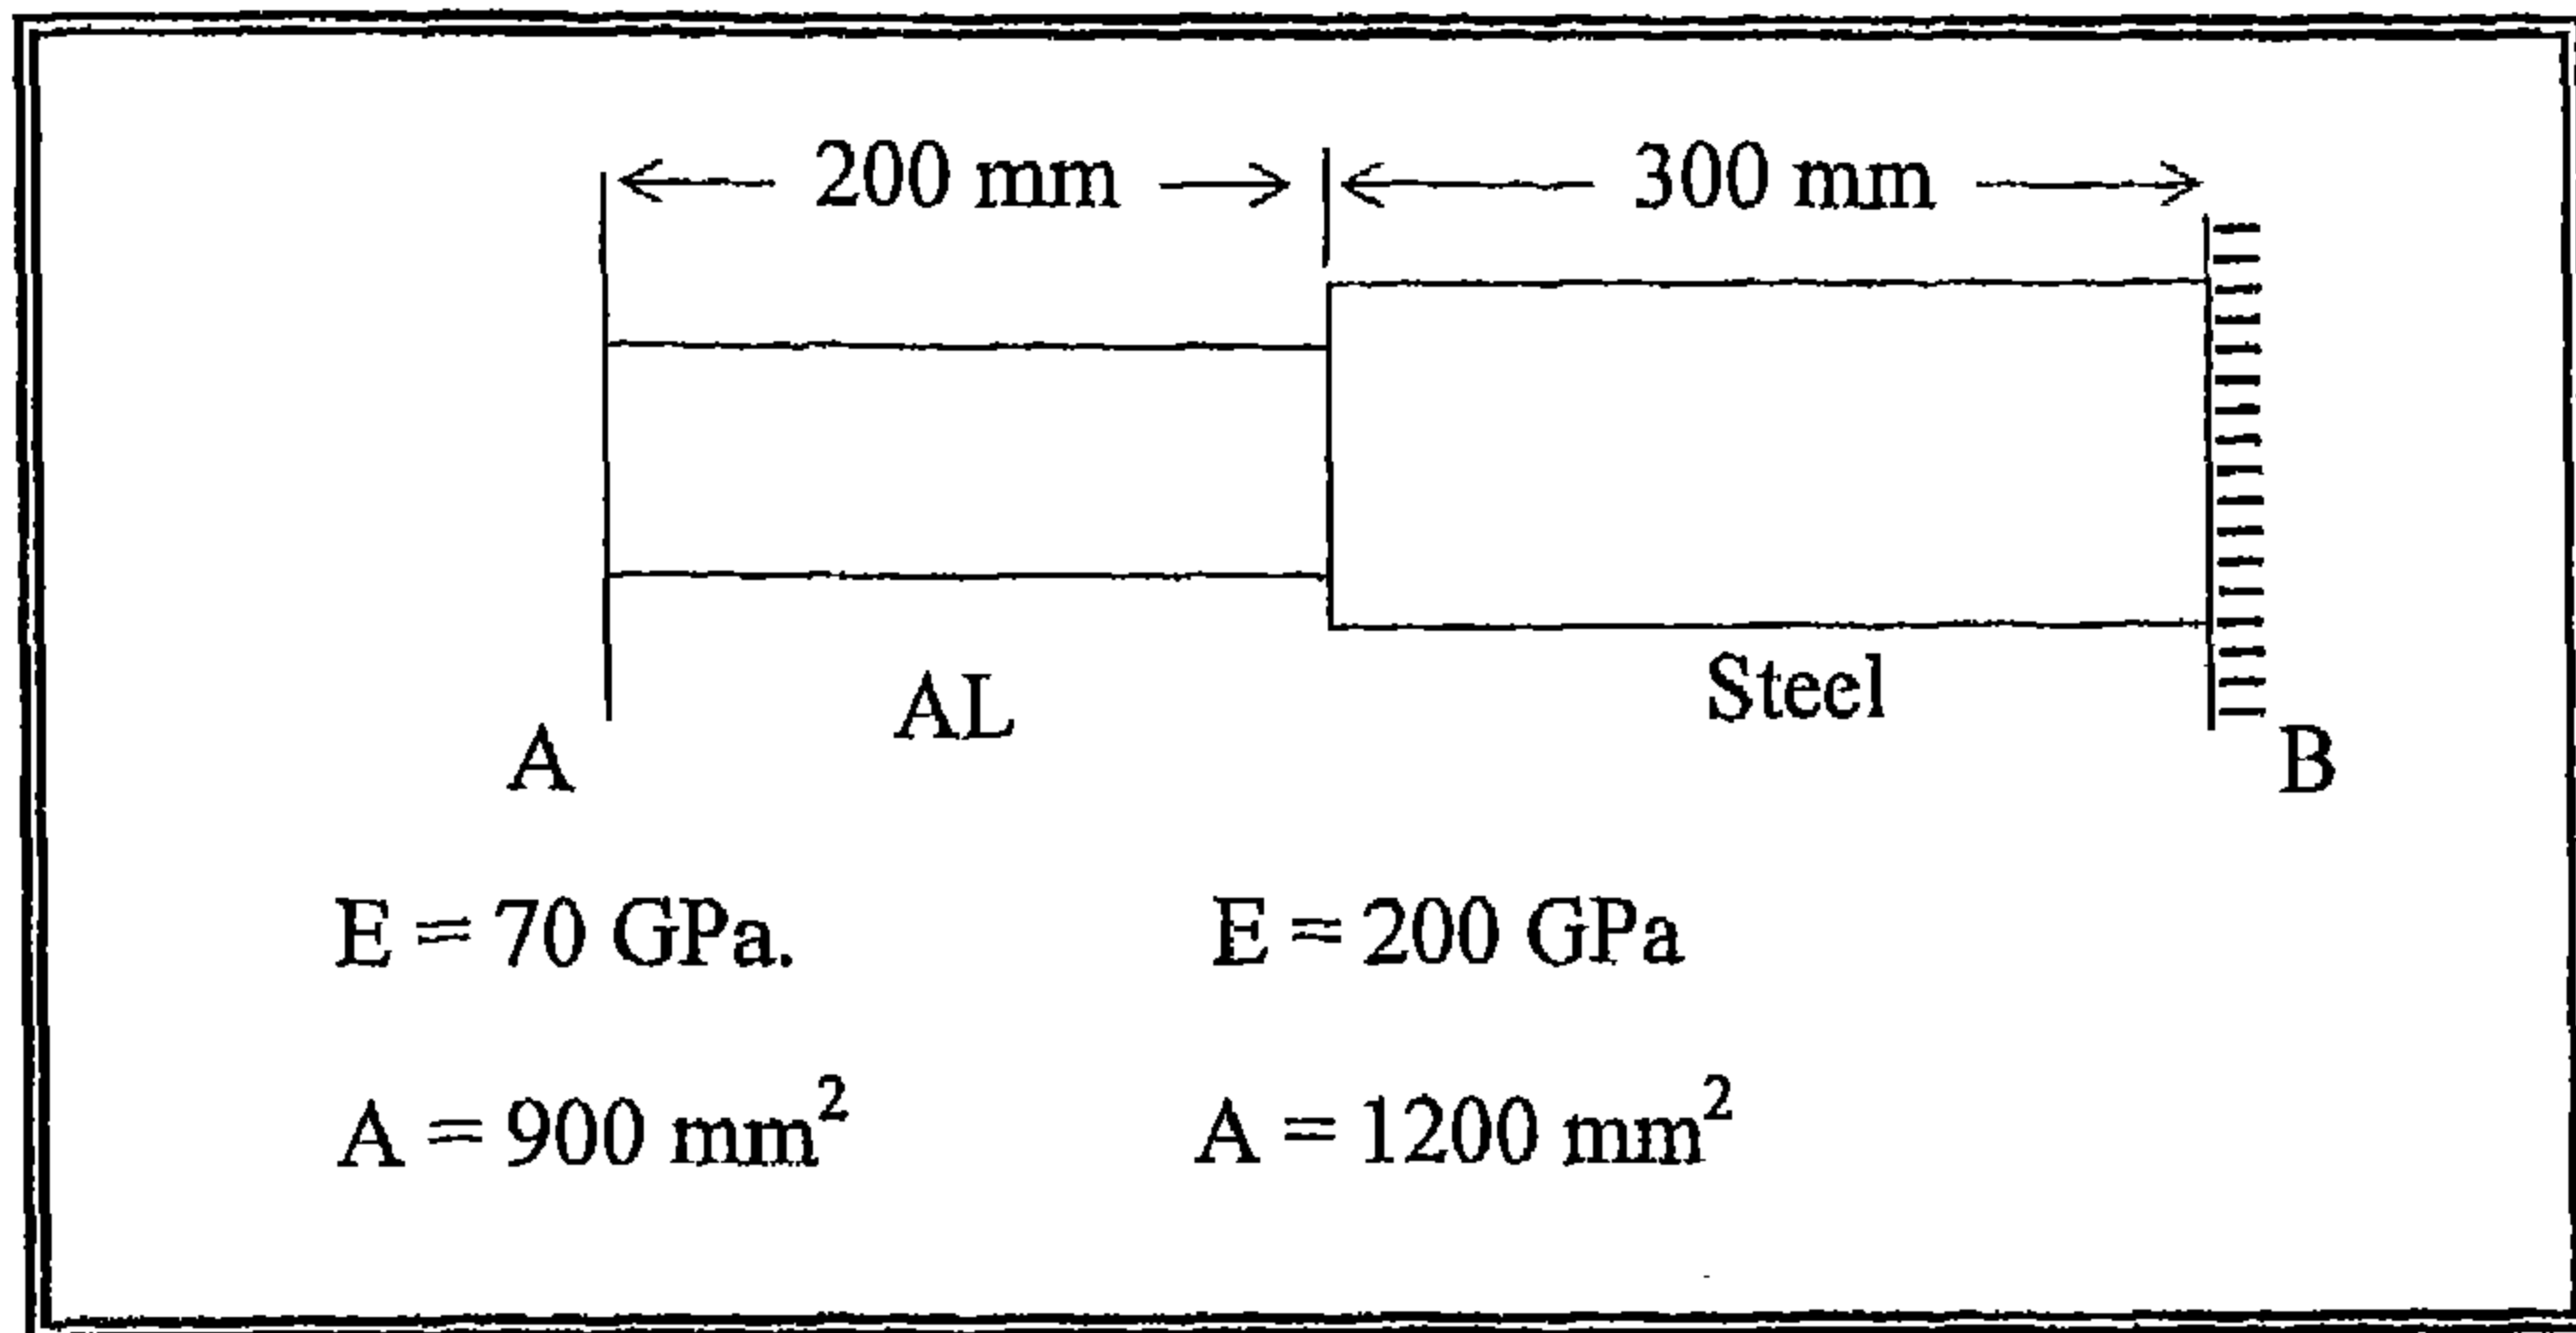 200 mm 300 mm
AL Steel
A B
E = 70 GPa. E = 200 GPa
A = 900 mm² A = 1200 mm²